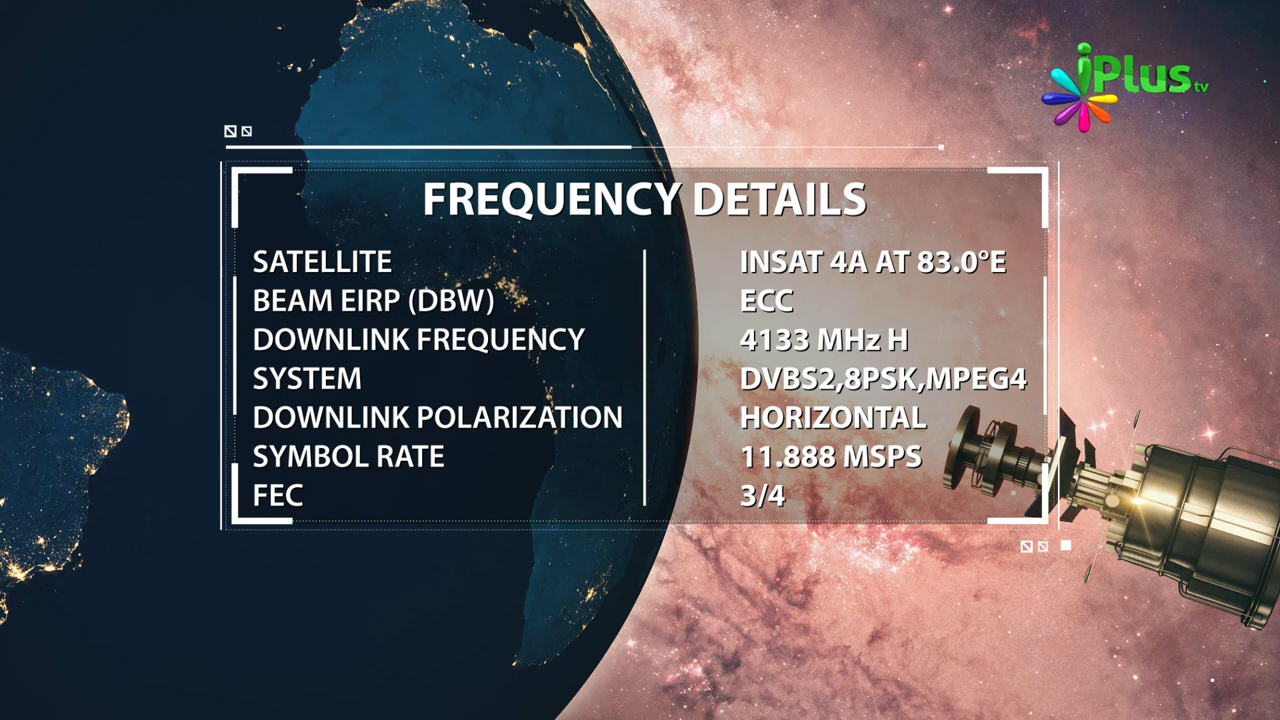 iPlus tv
FREQUENCY DETAILS
SATELLITE INSAT 4A AT 83.0°E
BEAM EIRP (DBW) ECC
DOWNLINK FREQUENCY 4133 MHz H
SYSTEM DVBS2,8PSK,MPEG4
DOWNLINK POLARIZATION HORIZONTAL
SYMBOL RATE 11.888 MSPS
FEC 3/4